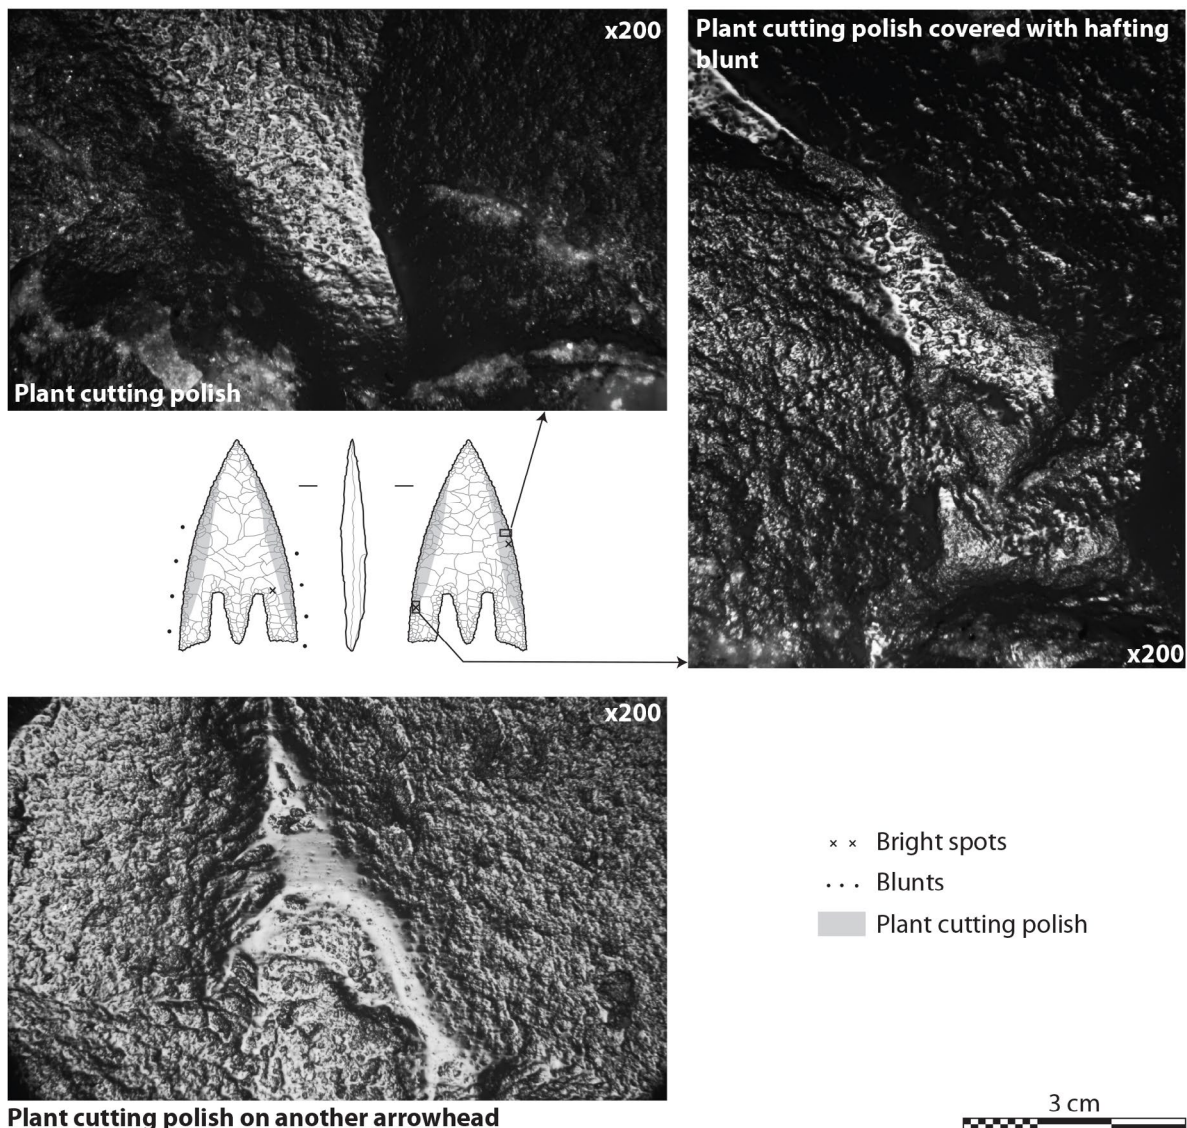 x200
Plant cutting polish
Plant cutting polish covered with hafting
blunt
x200
x200
Plant cutting polish on another arrowhead
Bright spots
Blunts
Plant cutting polish
3 cm